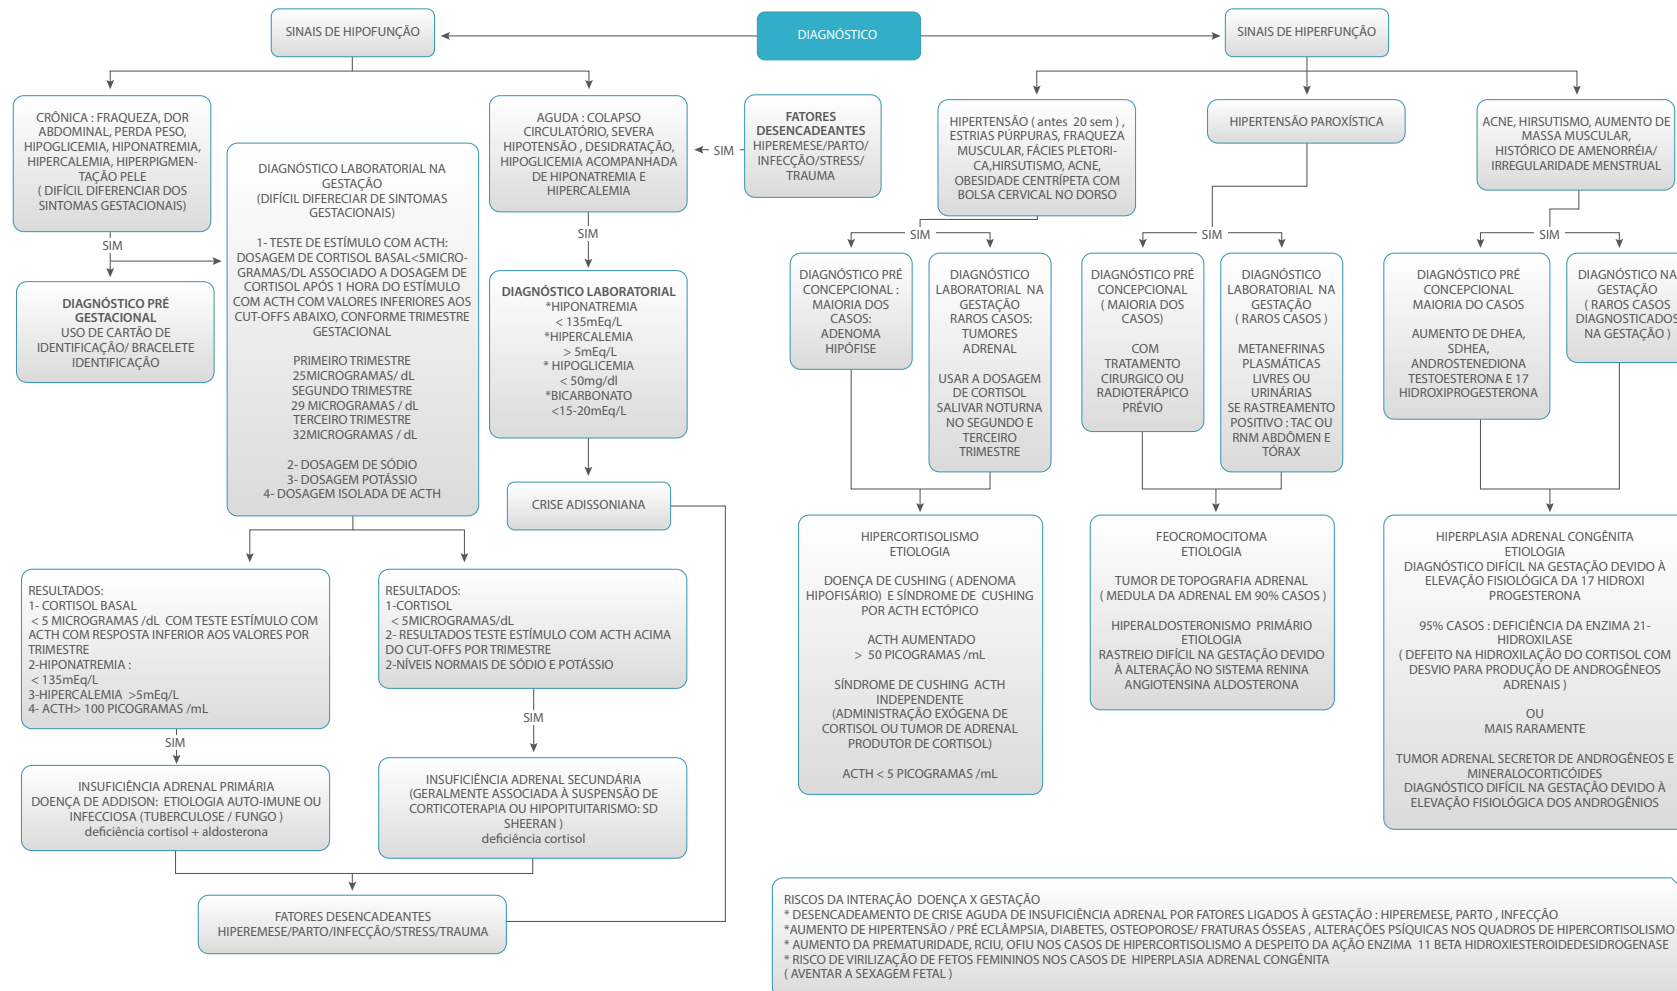 DIAGNÓSTICO
SINAIS DE HIPOFUNÇÃO
SINAIS DE HIPERFUNÇÃO
CRÔNICA : FRAQUEZA, DOR
ABDOMINAL, PERDA PESO,
HIPOGLICEMIA, HIPONATREMIA,
HIPERCALEMIA, HIPERPIGMEN-
TAÇÃO PELE
( DIFÍCIL DIFERENCIAR DOS
SINTOMAS GESTACIONAIS)
SIM
DIAGNÓSTICO PRÉ
GESTACIONAL
USO DE CARTÃO DE
IDENTIFICAÇÃO/ BRACELETE
IDENTIFICAÇÃO
DIAGNÓSTICO LABORATORIAL NA
GESTAÇÃO
(DIFÍCIL DIFERECIAR DE SINTOMAS
GESTACIONAIS)
1- TESTE DE ESTÍMULO COM ACTH:
DOSAGEM DE CORTISOL BASAL<5MICRO-
GRAMAS/DL ASSOCIADO A DOSAGEM DE
CORTISOL APÓS 1 HORA DO ESTÍMULO
COM ACTH COM VALORES INFERIORES AOS
CUT-OFFS ABAIXO, CONFORME TRIMESTRE
GESTACIONAL
PRIMEIRO TRIMESTRE
25MICROGRAMAS/ dL
SEGUNDO TRIMESTRE
29 MICROGRAMAS / dL
TERCEIRO TRIMESTRE
32MICROGRAMAS / dL
2- DOSAGEM DE SÓDIO
3- DOSAGEM POTÁSSIO
4- DOSAGEM ISOLADA DE ACTH
AGUDA : COLAPSO
CIRCULATÓRIO, SEVERA
HIPOTENSÃO , DESIDRATAÇÃO,
HIPOGLICEMIA ACOMPANHADA
DE HIPONATREMIA E
HIPERCALEMIA
SIM
FATORES
DESENCADEANTES
HIPEREMESE/PARTO/
INFECÇÃO/STRESS/
TRAUMA
SIM
DIAGNÓSTICO LABORATORIAL
*HIPONATREMIA
< 135mEq/L
*HIPERCALEMIA
> 5mEq/L
* HIPOGLICEMIA
< 50mg/dl
*BICARBONATO
<15-20mEq/L
CRISE ADISSONIANA
RESULTADOS:
1- CORTISOL BASAL
< 5 MICROGRAMAS /dL COM TESTE ESTÍMULO COM
ACTH COM RESPOSTA INFERIOR AOS VALORES POR
TRIMESTRE
2-HIPONATREMIA :
< 135mEq/L
3-HIPERCALEMIA >5mEq/L
4- ACTH> 100 PICOGRAMAS /mL
SIM
INSUFICIÊNCIA ADRENAL PRIMÁRIA
DOENÇA DE ADDISON: ETIOLOGIA AUTO-IMUNE OU
INFECCIOSA (TUBERCULOSE / FUNGO )
deficiência cortisol + aldosterona
RESULTADOS:
1-CORTISOL
< 5MICROGRAMAS/dL
2- RESULTADOS TESTE ESTÍMULO COM ACTH ACIMA
DO CUT-OFFS POR TRIMESTRE
2-NÍVEIS NORMAIS DE SÓDIO E POTÁSSIO
SIM
INSUFICIÊNCIA ADRENAL SECUNDÁRIA
(GERALMENTE ASSOCIADA À SUSPENSÃO DE
CORTICOTERAPIA OU HIPOPITUITARISMO: SD
SHEERAN )
deficiência cortisol
FATORES DESENCADEANTES
HIPEREMESE/PARTO/INFECÇÃO/STRESS/TRAUMA
HIPERTENSÃO ( antes 20 sem ) ,
ESTRIAS PÚRPURAS, FRAQUEZA
MUSCULAR, FÁCIES PLETORI-
CA,HIRSUTISMO, ACNE,
OBESIDADE CENTRÍPETA COM
BOLSA CERVICAL NO DORSO
SIM
DIAGNÓSTICO PRÉ
CONCEPCIONAL :
MAIORIA DOS
CASOS:
ADENOMA
HIPÓFISE
DIAGNÓSTICO
LABORATORIAL NA
GESTAÇÃO
RAROS CASOS:
TUMORES
ADRENAL
USAR A DOSAGEM
DE CORTISOL
SALIVAR NOTURNA
NO SEGUNDO E
TERCEIRO
TRIMESTRE
HIPERCORTISOLISMO
ETIOLOGIA
DOENÇA DE CUSHING ( ADENOMA
HIPOFISÁRIO) E SÍNDROME DE CUSHING
POR ACTH ECTÓPICO
ACTH AUMENTADO
> 50 PICOGRAMAS /mL
SÍNDROME DE CUSHING ACTH
INDEPENDENTE
(ADMINISTRAÇÃO EXÓGENA DE
CORTISOL OU TUMOR DE ADRENAL
PRODUTOR DE CORTISOL)
ACTH < 5 PICOGRAMAS /mL
HIPERTENSÃO PAROXÍSTICA
SIM
DIAGNÓSTICO PRÉ
CONCEPCIONAL
( MAIORIA DOS
CASOS)
COM
TRATAMENTO
CIRURGICO OU
RADIOTERÁPICO
PRÉVIO
DIAGNÓSTICO
LABORATORIAL NA
GESTAÇÃO
( RAROS CASOS )
METANEFRINAS
PLASMÁTICAS
LIVRES OU
URINÁRIAS
SE RASTREAMENTO
POSITIVO : TAC OU
RNM ABDÔMEN E
TÓRAX
FEOCROMOCITOMA
ETIOLOGIA
TUMOR DE TOPOGRAFIA ADRENAL
( MEDULA DA ADRENAL EM 90% CASOS )
HIPERALDOSTERONISMO PRIMÁRIO
ETIOLOGIA
RASTREIO DIFÍCIL NA GESTAÇÃO DEVIDO
À ALTERAÇÃO NO SISTEMA RENINA
ANGIOTENSINA ALDOSTERONA
ACNE, HIRSUTISMO, AUMENTO DE
MASSA MUSCULAR,
HISTÓRICO DE AMENORRÉIA/
IRREGULARIDADE MENSTRUAL
SIM
DIAGNÓSTICO PRÉ
CONCEPCIONAL
MAIORIA DO CASOS
AUMENTO DE DHEA,
SDHEA,
ANDROSTENEDIONA
TESTOESTERONA E 17
HIDROXIPROGESTERONA
DIAGNÓSTICO NA
GESTAÇÃO
( RAROS CASOS
DIAGNOSTICADOS
NA GESTAÇÃO )
HIPERPLASIA ADRENAL CONGÊNITA
ETIOLOGIA
DIAGNÓSTICO DIFÍCIL NA GESTAÇÃO DEVIDO À
ELEVAÇÃO FISIOLÓGICA DA 17 HIDROXI
PROGESTERONA
95% CASOS : DEFICIÊNCIA DA ENZIMA 21-
HIDROXILASE
( DEFEITO NA HIDROXILAÇÃO DO CORTISOL COM
DESVIO PARA PRODUÇÃO DE ANDROGÊNEOS
ADRENAIS )
OU
MAIS RARAMENTE
TUMOR ADRENAL SECRETOR DE ANDROGÊNEOS E
MINERALOCORTICÓIDES
DIAGNÓSTICO DIFÍCIL NA GESTAÇÃO DEVIDO À
ELEVAÇÃO FISIOLÓGICA DOS ANDROGÊNIOS
RISCOS DA INTERAÇÃO DOENÇA X GESTAÇÃO
* DESENCADEAMENTO DE CRISE AGUDA DE INSUFICIÊNCIA ADRENAL POR FATORES LIGADOS À GESTAÇÃO : HIPEREMESE, PARTO , INFECÇÃO
*AUMENTO DE HIPERTENSÃO / PRÉ ECLÂMPSIA, DIABETES, OSTEOPOROSE/ FRATURAS ÓSSEAS , ALTERAÇÕES PSÍQUICAS NOS QUADROS DE HIPERCORTISOLISMO
* AUMENTO DA PREMATURIDADE, RCIU, OFIU NOS CASOS DE HIPERCORTISOLISMO A DESPEITO DA AÇÃO ENZIMA 11 BETA HIDROXIESTEROIDEDESIDROGENASE
* RISCO DE VIRILIZAÇÃO DE FETOS FEMININOS NOS CASOS DE HIPERPLASIA ADRENAL CONGÊNITA
( AVENTAR A SEXAGEM FETAL )